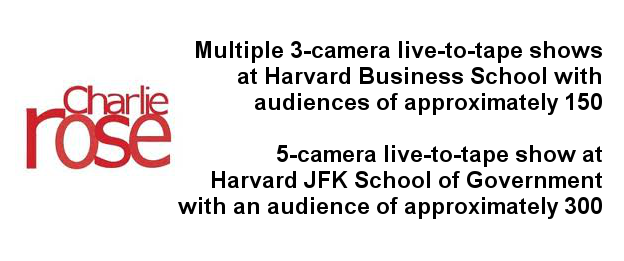 Charlie
rose
Multiple 3-camera live-to-tape shows
at Harvard Business School with
audiences of approximately 150
5-camera live-to-tape show at
Harvard JFK School of Government
with an audience of approximately 300